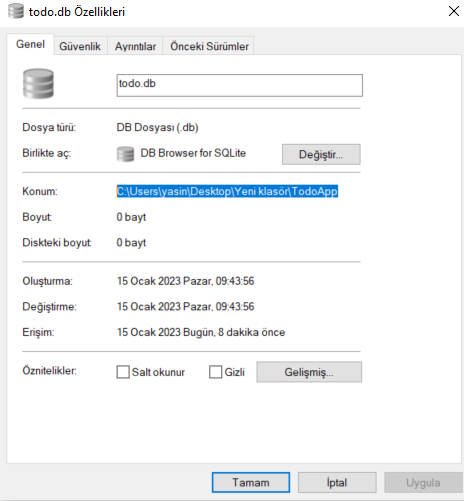 todo.db Özellikleri
Genel Güvenlik Ayrıntılar Önceki Sürümler
todo.db
Dosya türü: DB Dosyası (.db)
Birlikte aç: DB Browser for SQLite Değiştir...
Konum: C:\Users\yasin\Desktop\Yeni klasör\TodoApp
Boyut: 0 bayt
Diskteki boyut: 0 bayt
Oluşturma: 15 Ocak 2023 Pazar, 09:43:56
Değiştirme: 15 Ocak 2023 Pazar, 09:43:56
Erişim: 15 Ocak 2023 Bugün, 8 dakika önce
Öznitelikler: Salt okunur Gizli Gelişmiş...
Tamam İptal Uygula